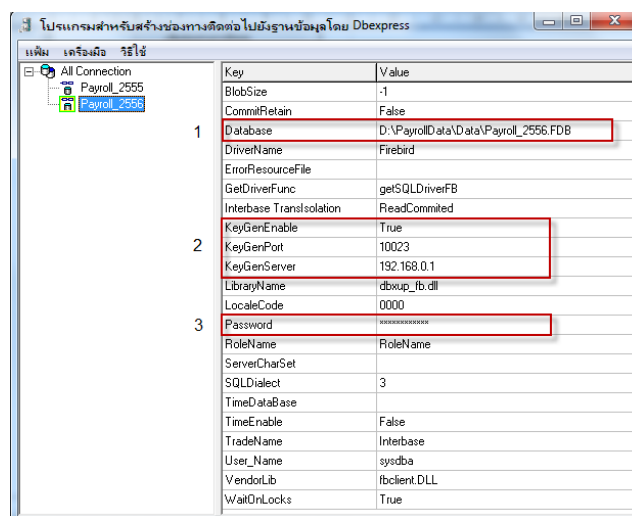 โปรแกรมสำหรับสร้างช่องทางติดต่อไปยังฐานข้อมูลโดย Dbexpress
แฟ้ม เครื่องมือ วิธีใช้
All Connection
Payroll_2555
Payroll_2556
Key Value
BlobSize -1
CommitRetain False
1 Database D:\PayrollData\Data\Payroll_2556.FDB
DriverName Firebird
ErrorResourceFile
GetDriverFunc getSQLDriverFB
Interbase TransIsolation ReadCommited
KeyGenEnable True
2 KeyGenPort 10023
KeyGenServer 192.168.0.1
LibraryName dbxup_fb.dll
LocaleCode 0000
3 Password ************
RoleName RoleName
ServerCharSet
SQLDialect 3
TimeDataBase
TimeEnable False
TradeName Interbase
User_Name sysdba
VendorLib fbclient.DLL
WaitOnLocks True